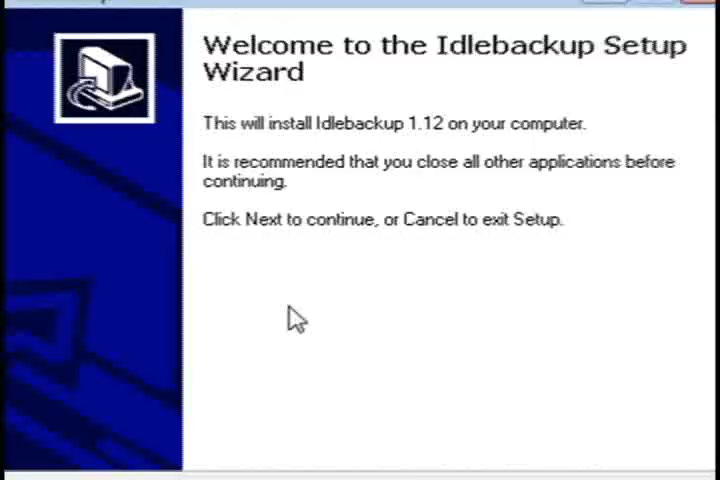 Welcome to the Idlebackup Setup
Wizard
This will install Idlebackup 1.12 on your computer.
It is recommended that you close all other applications before
continuing.
Click Next to continue, or Cancel to exit Setup.